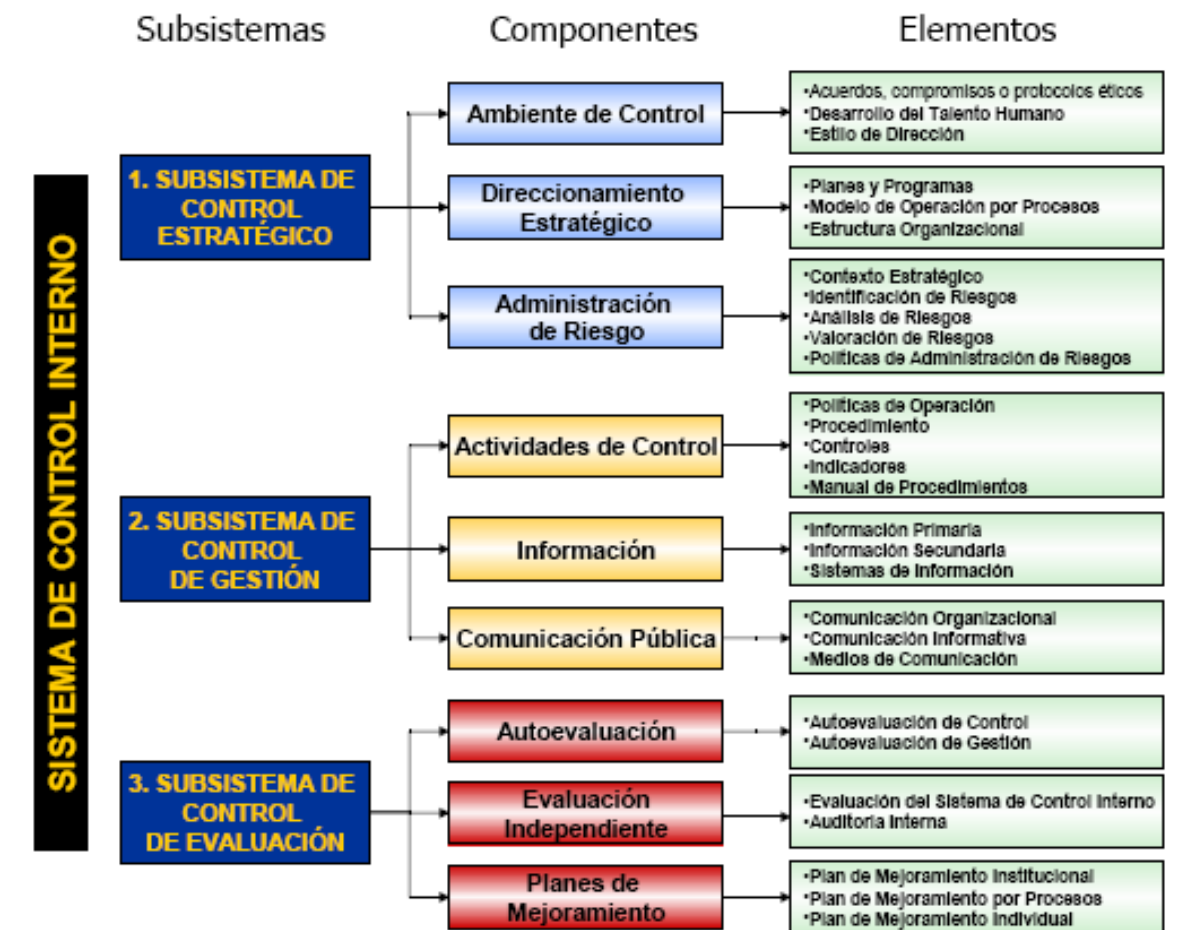 Subsistemas
Componentes
Elementos
SISTEMA DE CONTROL INTERNO
1. SUBSISTEMA DE
CONTROL
ESTRATÉGICO
Ambiente de Control
•Acuerdos, compromisos o protocolos éticos
•Desarrollo del Talento Humano
•Estilo de Dirección
Direccionamiento
Estratégico
•Planes y Programas
•Modelo de Operación por Procesos
•Estructura Organizacional
Administración
de Riesgo
•Contexto Estratégico
•Identificación de Riesgos
•Análisis de Riesgos
•Valoración de Riesgos
•Políticas de Administración de Riesgos
2. SUBSISTEMA DE
CONTROL
DE GESTIÓN
Actividades de Control
•Políticas de Operación
•Procedimiento
•Controles
•Indicadores
•Manual de Procedimientos
Información
•Información Primaria
•Información Secundaria
•Sistemas de Información
Comunicación Pública
•Comunicación Organizacional
•Comunicación Informativa
•Medios de Comunicación
3. SUBSISTEMA DE
CONTROL
DE EVALUACIÓN
Autoevaluación
•Autoevaluación de Control
•Autoevaluación de Gestión
Evaluación
Independiente
•Evaluación del Sistema de Control Interno
•Auditoria Interna
Planes de
Mejoramiento
•Plan de Mejoramiento Institucional
•Plan de Mejoramiento por Procesos
•Plan de Mejoramiento Individual